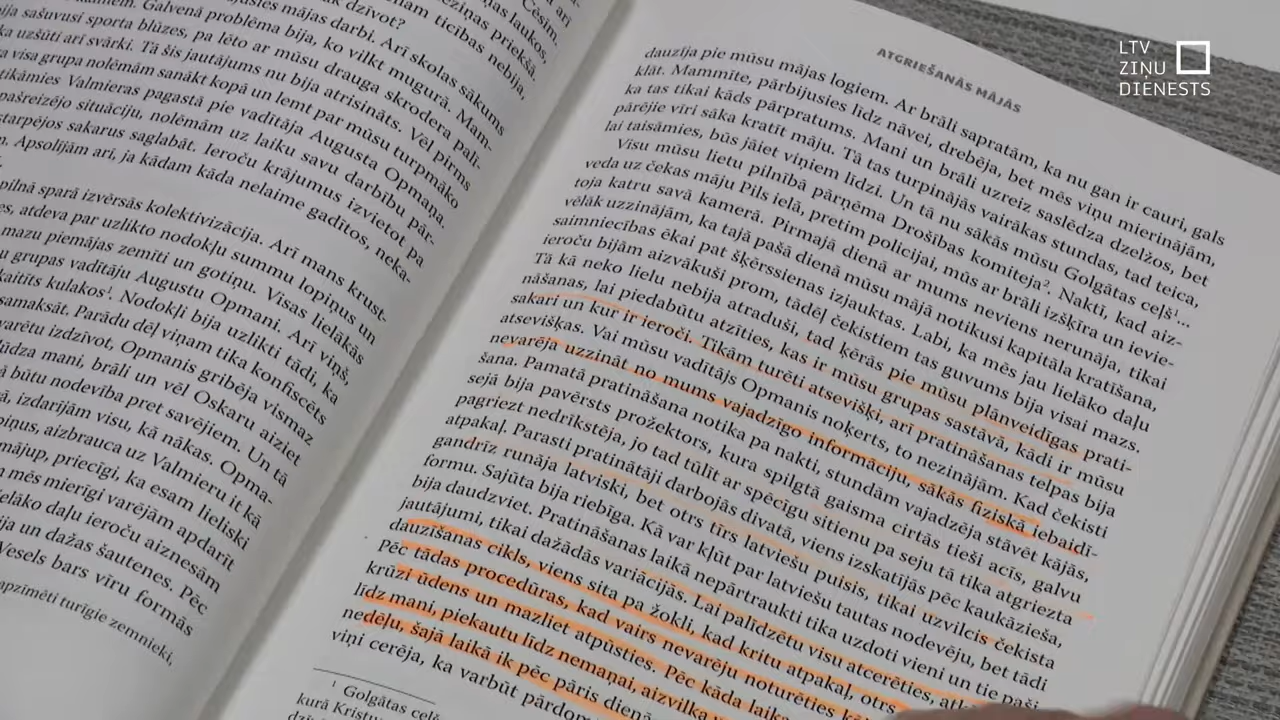 jusies mājas darbi. Arī skolas sākums
Galvenā problēma bija, ko vilkt mugurā. Mam-
ija sašuvusi sporta blūzes, pa lēto ar mūsu drauga skrodera palī-
uzšūti arī svārki. Tā šis jautājums nu bija atrisināts. Vēl pirms
visa grupa nolēmām sanākt kopā un lemt par mūsu turpmāko
tikāmies Valmieras pagastā pie vadītāja Augusta Opmaņa.
pašreizējo situāciju, nolēmām uz laiku savu darbību pār-
starpējos sakarus saglabāt. Ieroču krājumus izvietot pa
Apsolījām arī, ja kādam kāda nelaime gadītos, neka-
pilnā sparā izvērsās kolektivizācija. Arī mans krust-
es, atdeva par uzlikto nodokļu summu lopiņus un
mazu piemājas zemīti un gotiņu. Visas lielākās
u grupas vadītāju Augustu Opmani. Arī viņš,
kaitīts kulakos¹. Nodokļi bija uzlikti tādi, ka
samaksāt. Parādu dēļ viņam tika konfiscēts
varētu izdzīvot, Opmanis gribēja vismaz
lūdza mani, brāli un vēl Oskaru aiziet
ā būtu nodevība pret savējiem. Un tā
ā, izdarījām visu, kā nākas. Opma-
piņus, aizbrauca uz Valmieru it kā
mājup, priecīgi, ka esam lieliski
mēs mierīgi varējām apdarīt
ielāko daļu ieroču aiznesām
ija un dažas šautenes. Pēc
Vesels bars vīru formās
apzīmēti turīgie zemnieki,
ATGRIEŠANĀS MĀJĀS
dauzīja pie mūsu mājas logiem. Ar brāli sapratām, ka nu gan ir cauri, gals
klāt. Mammīte, pārbijusies līdz nāvei, drebēja, bet mēs viņu mierinājām,
ka tas tikai kāds pārpratums. Mani un brāli uzreiz saslēdza dzelžos, bet
pārējie vīri sāka kratīt māju. Tā tas turpinājās vairākas stundas, tad teica,
lai taisāmies, būs jāiet viņiem līdzi. Un tā nu sākās mūsu Golgātas ceļš¹...
Visu mūsu lietu pilnībā pārņēma Drošības komiteja². Naktī, kad aiz-
veda uz čekas māju Pils ielā, pretim policijai, mūs ar brāli izšķīra un ievie-
toja katru savā kamerā. Pirmajā dienā ar mums neviens nerunāja, tikai
vēlāk uzzinājām, ka tajā pašā dienā mūsu mājā notikusi kapitāla kratīšana,
saimniecības ēkai pat šķērssienas izjauktas. Labi, ka mēs jau lielāko daļu
ieroču bijām aizvākuši prom, tādēļ čekistiem tas guvums bija visai mazs.
Tā kā neko lielu nebija atraduši, tad ķērās pie mūsu plānveidīgas prati-
nāšanas, lai piedabūtu atzīties, kas ir mūsu grupas sastāvā, kādi ir mūsu
sakari un kur ir ieroči. Tikām turēti atsevišķi, arī pratināšanas telpas bija
atsevišķas. Vai mūsu vadītājs Opmanis nokerts, to nezinājām. Kad čekisti
nevarēja uzzināt no mums vajadzīgo informāciju, sākās fiziskā iebaidī-
šana. Pamatā pratināšana notika pa nakti, stundām vajadzēja stāvēt kājās,
sejā bija pavērsts prožektors, kura spilgtā gaisma cirtās tieši acīs, galvu
pagriezt nedrīkstēja, jo tad tūlīt ar spēcīgu sitienu pa seju tā tika atgriezta
atpakaļ. Parasti pratinātāji darbojās divatā, viens izskatījās pēc kaukāzieša,
gandrīz runāja latviski, bet otrs tīrs latviešu puisis, tikai uzvilcis čekista
formu. Sajūta bija riebīga. Kā var kļūt par latviešu tautas nodevēju, bet tādi
bija daudzviet. Pratināšanas laikā nepārtraukti tika uzdoti vieni un tie paši
jautājumi, tikai dažādās variācijās. Lai palīdzētu visu atcerēties,
dauzīšanas cikls, viens sita pa žokli, kad kritu atpakaļ, otrs
Pēc tādas procedūras, kad vairs nevarēju noturēties
krūzi ūdens un mazliet atpūsties. Pēc kāda laika
līdz mani, piekautu līdz nemaņai, aizvilka
nedēļu, šajā laikā ik pēc pāris dienā
viņi cerēja, ka varbūt pārdom
¹ Golgātas ceļš
kurā Kristu
LTV
ZIŅU
DIENESTS